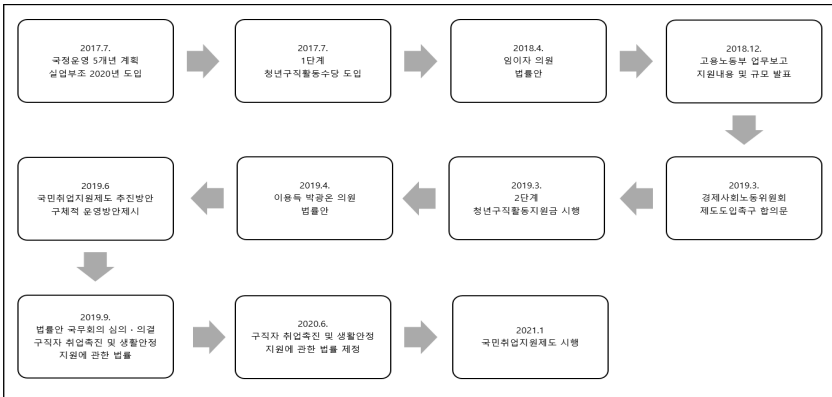 2017.7.
국정운영 5개년 계획
실업부조 2020년 도입
2017.7.
1단계
청년구직활동수당 도입
2018.4.
임이자 의원
법률안
2018.12.
고용노동부 업무보고
지원내용 및 규모 발표
2019.3.
경제사회노동위원회
제도도입촉구 합의문
2019.3.
2단계
청년구직활동지원금 시행
2019.4.
이용득 박광온 의원
법률안
2019.6
국민취업지원제도 추진방안
구체적 운영방안제시
2019.9.
법률안 국무회의 심의 · 의결
구직자 취업촉진 및 생활안정
지원에 관한 법률
2020.6.
구직자 취업촉진 및 생활안정
지원에 관한 법률 제정
2021.1
국민취업지원제도 시행